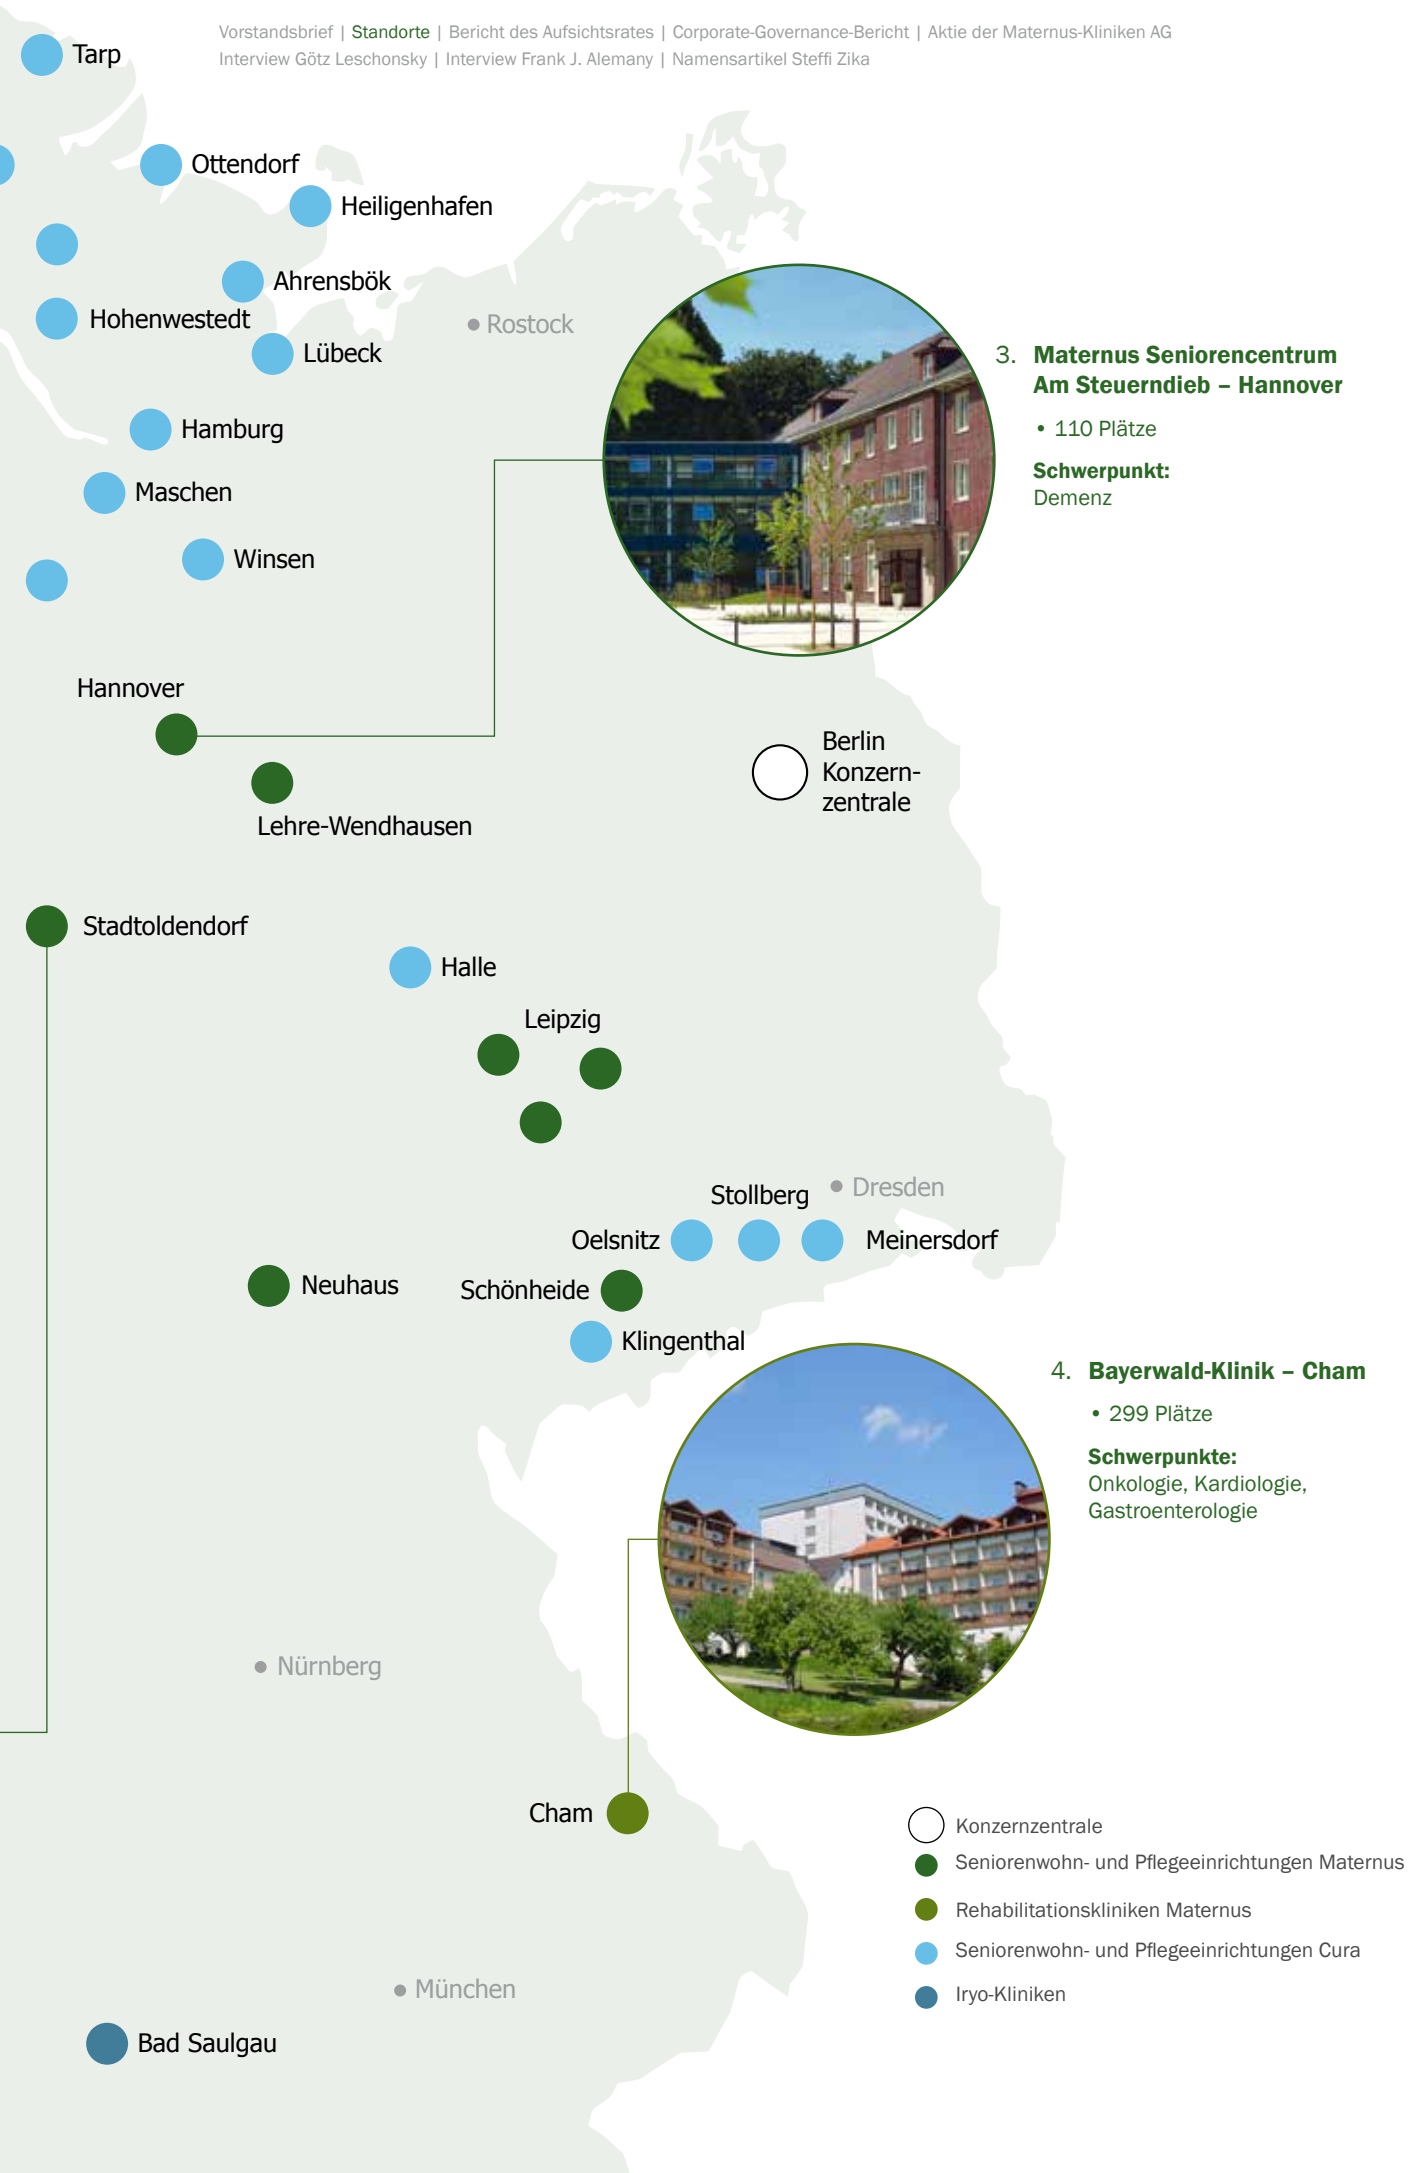 Vorstandsbrief | Standorte | Bericht des Aufsichtsrates | Corporate-Governance-Bericht | Aktie der Maternus-Kliniken AG
Interview Götz Leschonsky | Interview Frank J. Alemany | Namensartikel Steffi Zika
Tarp
Ottendorf
Heiligenhafen
Ahrensbök
Hohenwestedt
Rostock
Lübeck
Hamburg
Maschen
Winsen
3. Maternus Seniorencentrum
Am Steuerndieb – Hannover
• 110 Plätze
Schwerpunkt:
Demenz
Hannover
Berlin
Konzern-
zentrale
Lehre-Wendhausen
Stadtoldendorf
Halle
Leipzig
Dresden
Stollberg
Oelsnitz
Meinersdorf
Neuhaus
Schönheide
Klingenthal
4. Bayerwald-Klinik – Cham
• 299 Plätze
Schwerpunkte:
Onkologie, Kardiologie,
Gastroenterologie
Nürnberg
Cham
München
Bad Saulgau
Konzernzentrale
Seniorenwohn- und Pflegeeinrichtungen Maternus
Rehabilitationskliniken Maternus
Seniorenwohn- und Pflegeeinrichtungen Cura
Iryo-Kliniken